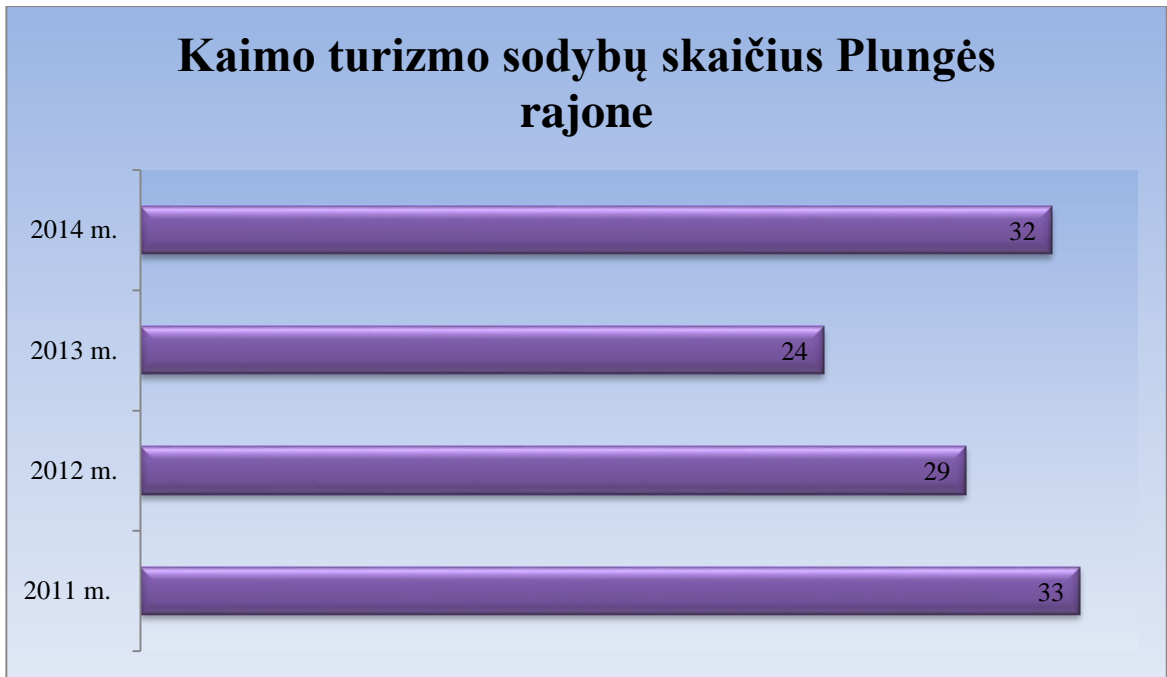 Kaimo turizmo sodybų skaičius Plungės
rajone
2014 m.
32
2013 m.
24
2012 m.
29
2011 m.
33